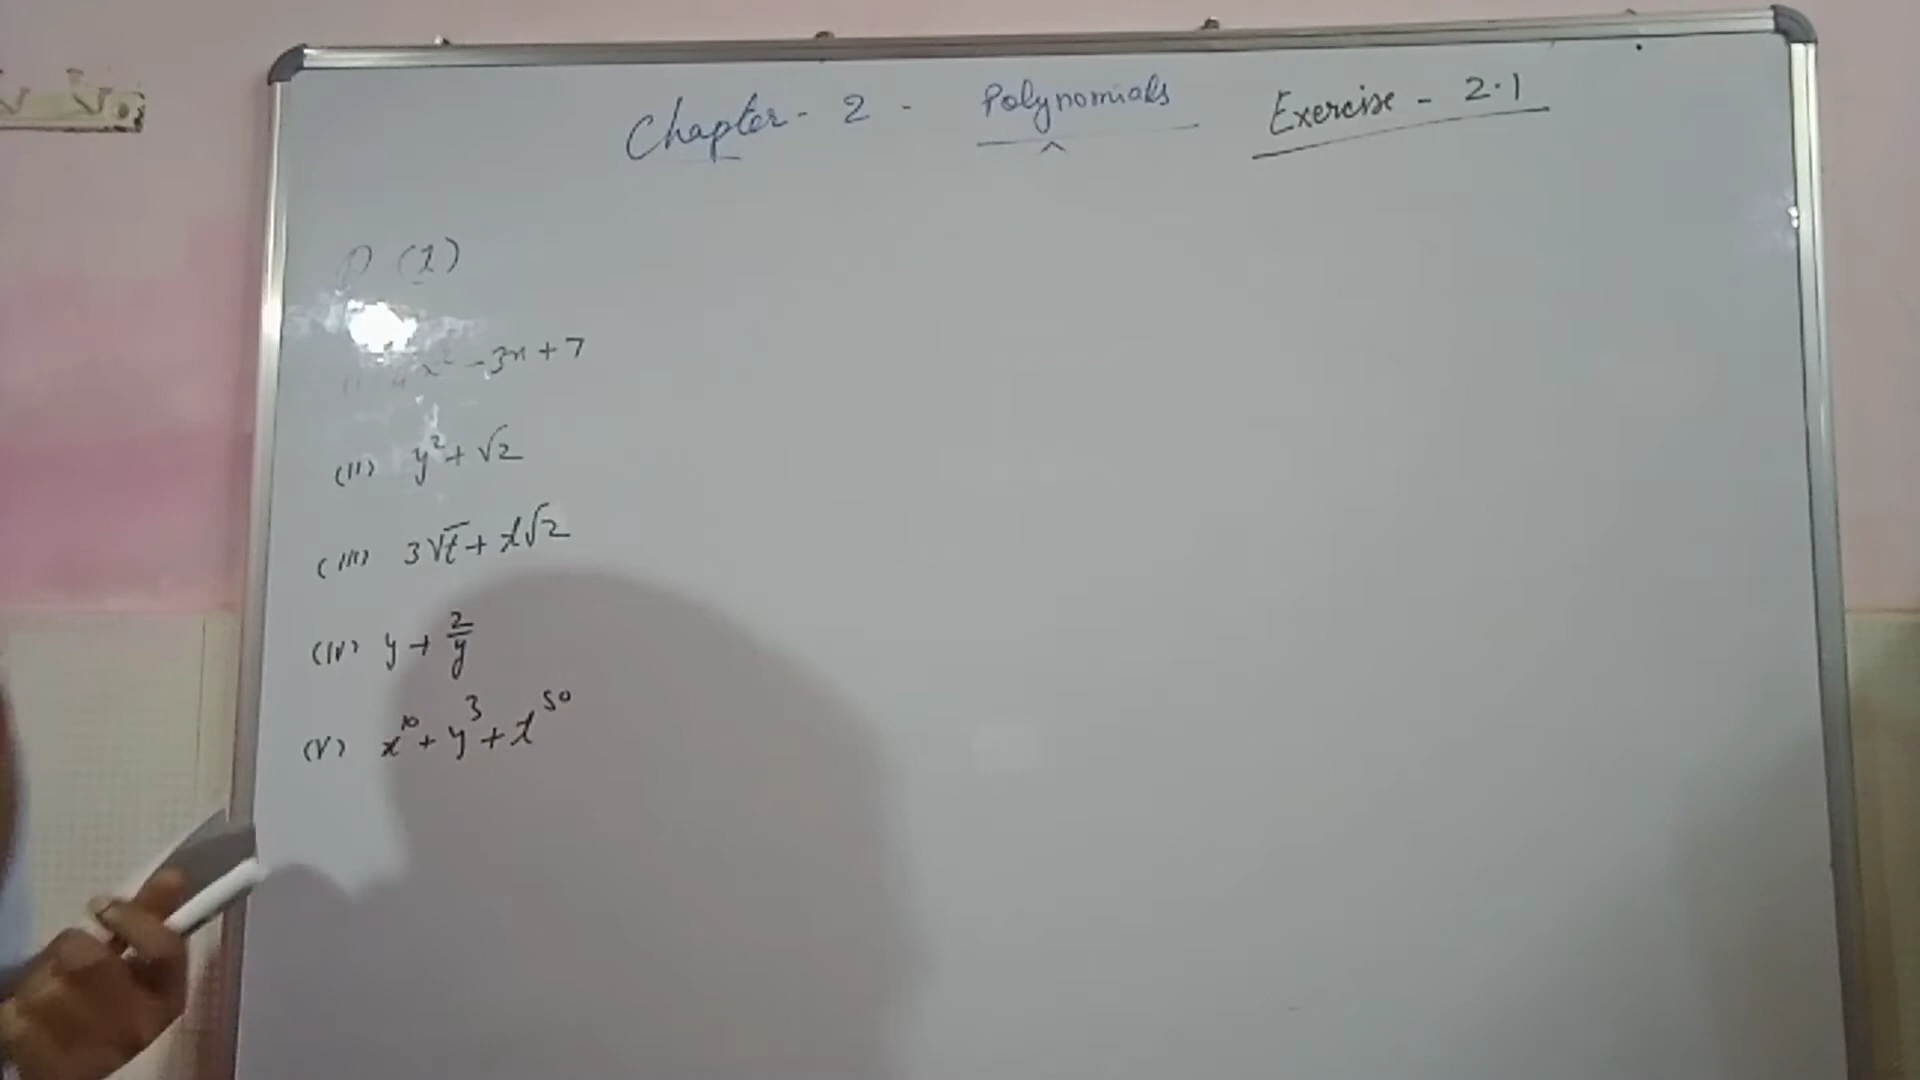 Chapter - 2 - Polynomials Exercise - 2.1
Q (1)
4x² - 3x + 7
(ii) y² + √2
(iii) 3√t + t√2
(iv) y + 2/y
(v) x¹⁰ + y³ + t⁵⁰